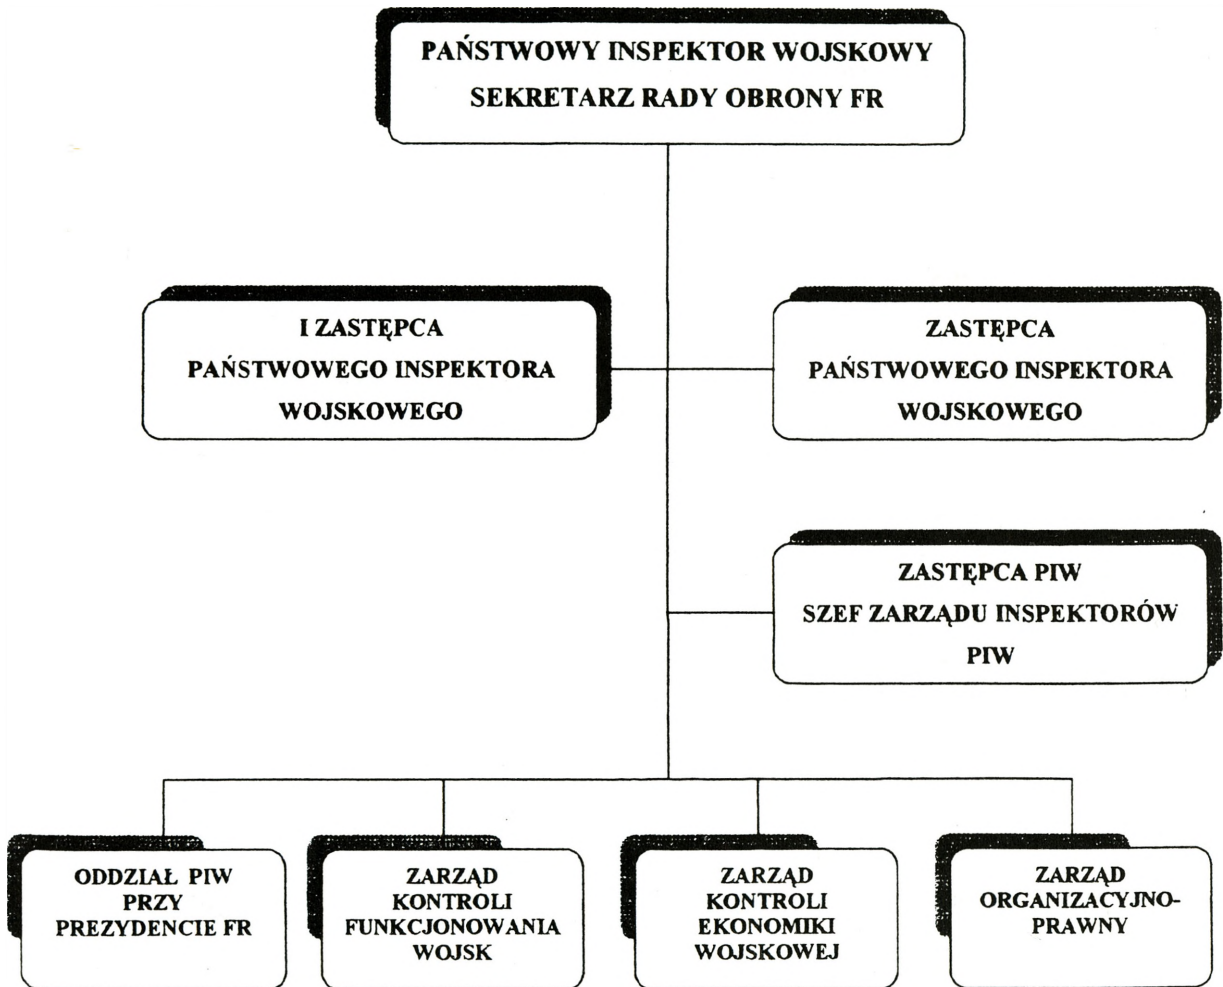 PAŃSTWOWY INSPEKTOR WOJSKOWY
SEKRETARZ RADY OBRONY FR
I ZASTĘPCA
PAŃSTWOWEGO INSPEKTORA
WOJSKOWEGO
ZASTĘPCA
PAŃSTWOWEGO INSPEKTORA
WOJSKOWEGO
ZASTĘPCA PIW
SZEF ZARZĄDU INSPEKTORÓW
PIW
ODDZIAŁ PIW
PRZY
PREZYDENCIE FR
ZARZĄD
KONTROLI
FUNKCJONOWANIA
WOJSK
ZARZĄD
KONTROLI
EKONOMIKI
WOJSKOWEJ
ZARZĄD
ORGANIZACYJNO-
PRAWNY